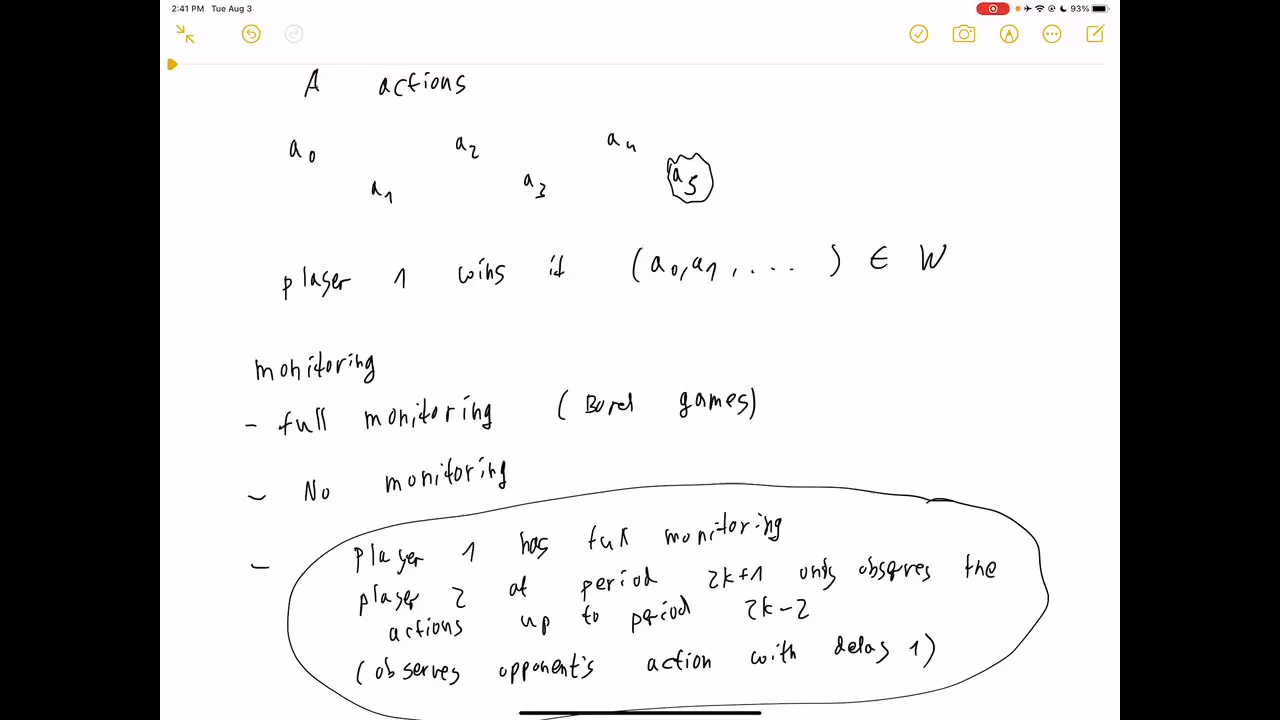 2:41 PM Tue Aug 3
93%
A actions
a0 a2 a4
a1 a3 a5
player 1 wins if (a0, a1, .... ) ∈ W
monitoring
- full monitoring (Borel games)
- No monitoring
- player 1 has full monitoring
player 2 at period 2k+1 only observes the
actions up to period 2k-2
(observes opponent's action with delay 1)